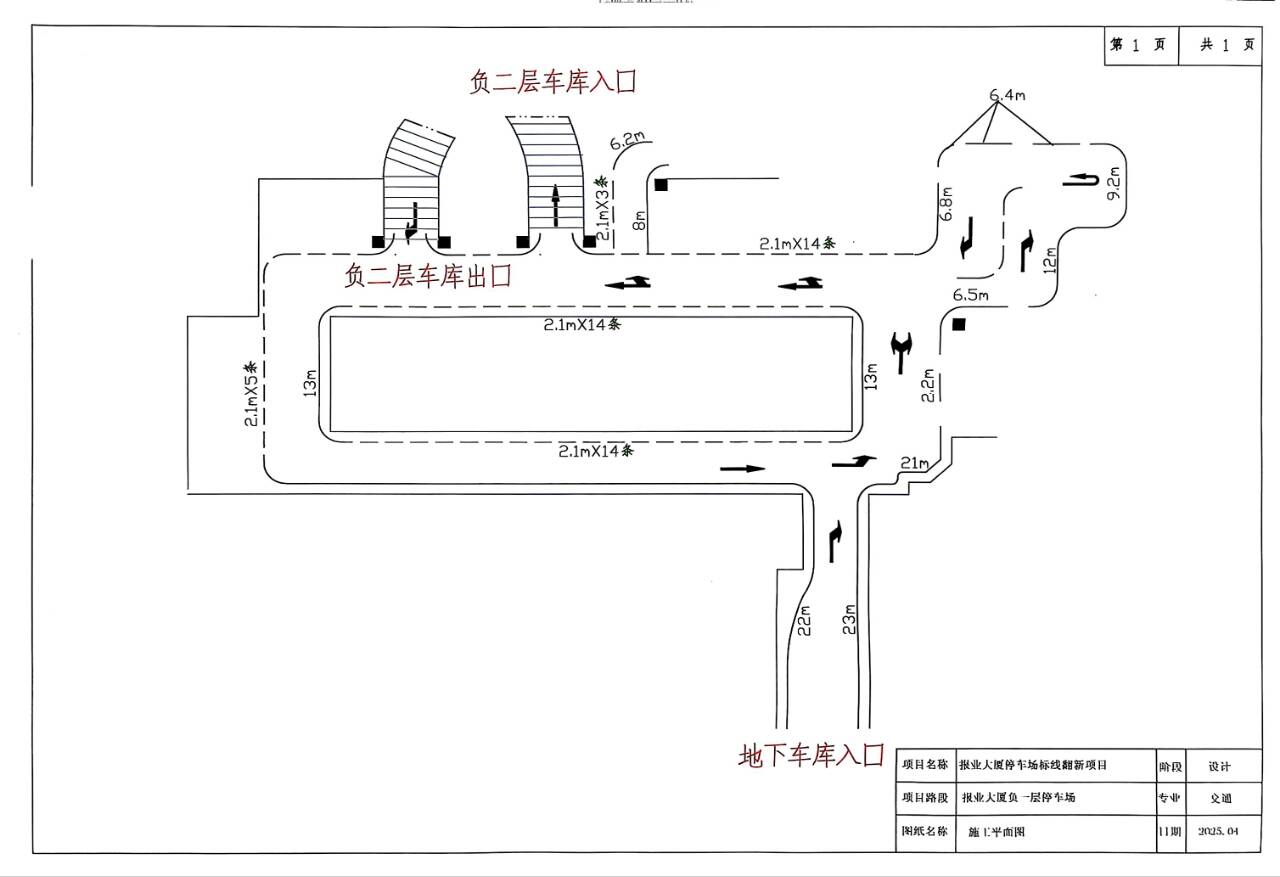 第 1 页 共 1 页
负二层车库入口
6.4m
6.2m
9.2m
2.1mX3条
8m
6.8m
2.1mX14条
12m
负二层车库出口
6.5m
2.1mX14条
2.1mX5条
13m
13m
2.2m
2.1mX14条
21m
22m
23m
地下车库入口
项目名称 报业大厦停车场标线翻新项目 阶段 设计
项目路段 报业大厦负一层停车场 专业 交通
图纸名称 施工平面图 日期 2025.04